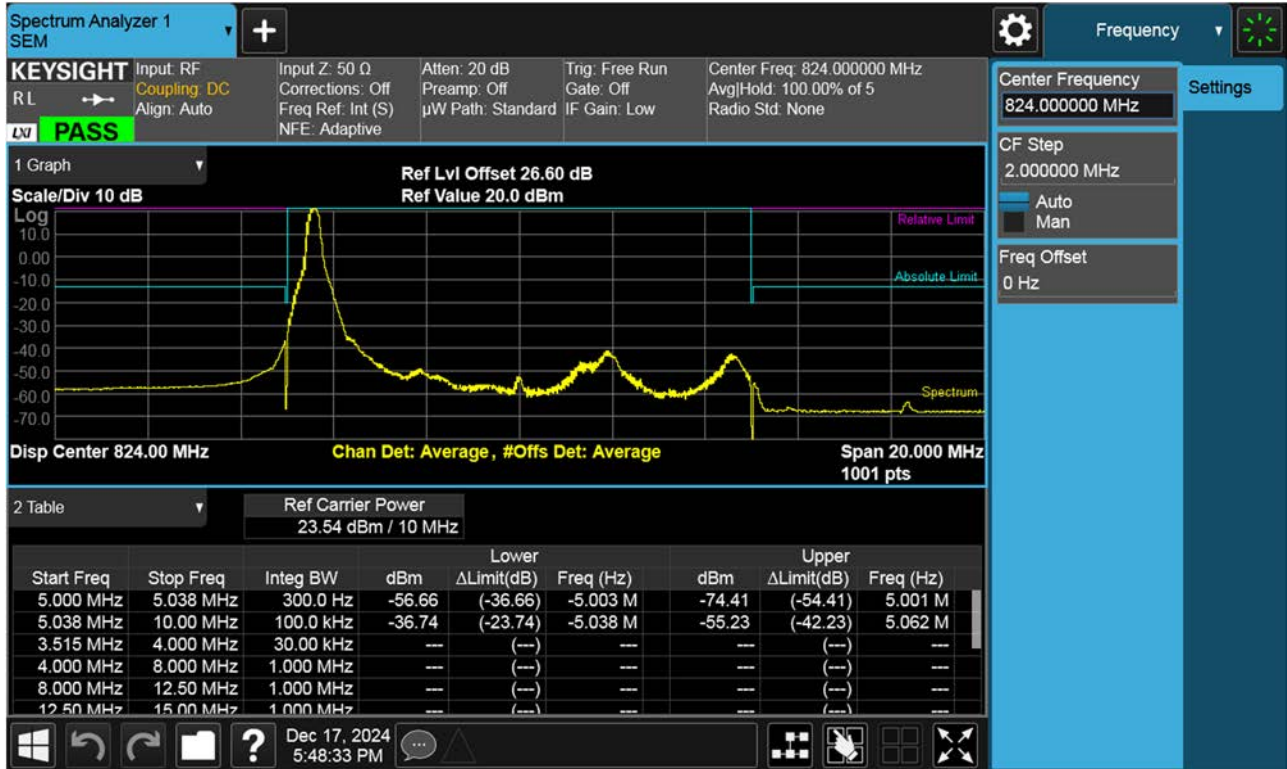 Spectrum Analyzer 1
SEM
Frequency
KEYSIGHT
RL
LXI
PASS
Input: RF
Coupling: DC
Align: Auto
Input Z: 50 Ω
Corrections: Off
Freq Ref: Int (S)
NFE: Adaptive
Atten: 20 dB
Preamp: Off
µW Path: Standard
Trig: Free Run
Gate: Off
IF Gain: Low
Center Freq: 824.000000 MHz
Avg|Hold: 100.00% of 5
Radio Std: None
Center Frequency
824.000000 MHz
Settings
CF Step
2.000000 MHz
Auto
Man
Freq Offset
0 Hz
1 Graph
Scale/Div 10 dB
Ref Lvl Offset 26.60 dB
Ref Value 20.0 dBm
Log
10.0
0.00
-10.0
-20.0
-30.0
-40.0
-50.0
-60.0
-70.0
Relative Limit
Absolute Limit
Spectrum
Disp Center 824.00 MHz
Chan Det: Average, #Offs Det: Average
Span 20.000 MHz
1001 pts
2 Table
Ref Carrier Power
23.54 dBm / 10 MHz
Lower Upper
Start Freq Stop Freq Integ BW dBm ΔLimit(dB) Freq (Hz) dBm ΔLimit(dB) Freq (Hz)
5.000 MHz 5.038 MHz 300.0 Hz -56.66 (-36.66) -5.003 M -74.41 (-54.41) 5.001 M
5.038 MHz 10.00 MHz 100.0 kHz -36.74 (-23.74) -5.038 M -55.23 (-42.23) 5.062 M
3.515 MHz 4.000 MHz 30.00 kHz --- (---) --- --- (---) ---
4.000 MHz 8.000 MHz 1.000 MHz --- (---) --- --- (---) ---
8.000 MHz 12.50 MHz 1.000 MHz --- (---) --- --- (---) ---
12.50 MHz 15.00 MHz 1.000 MHz --- (---) --- --- (---) ---
Dec 17, 2024
5:48:33 PM